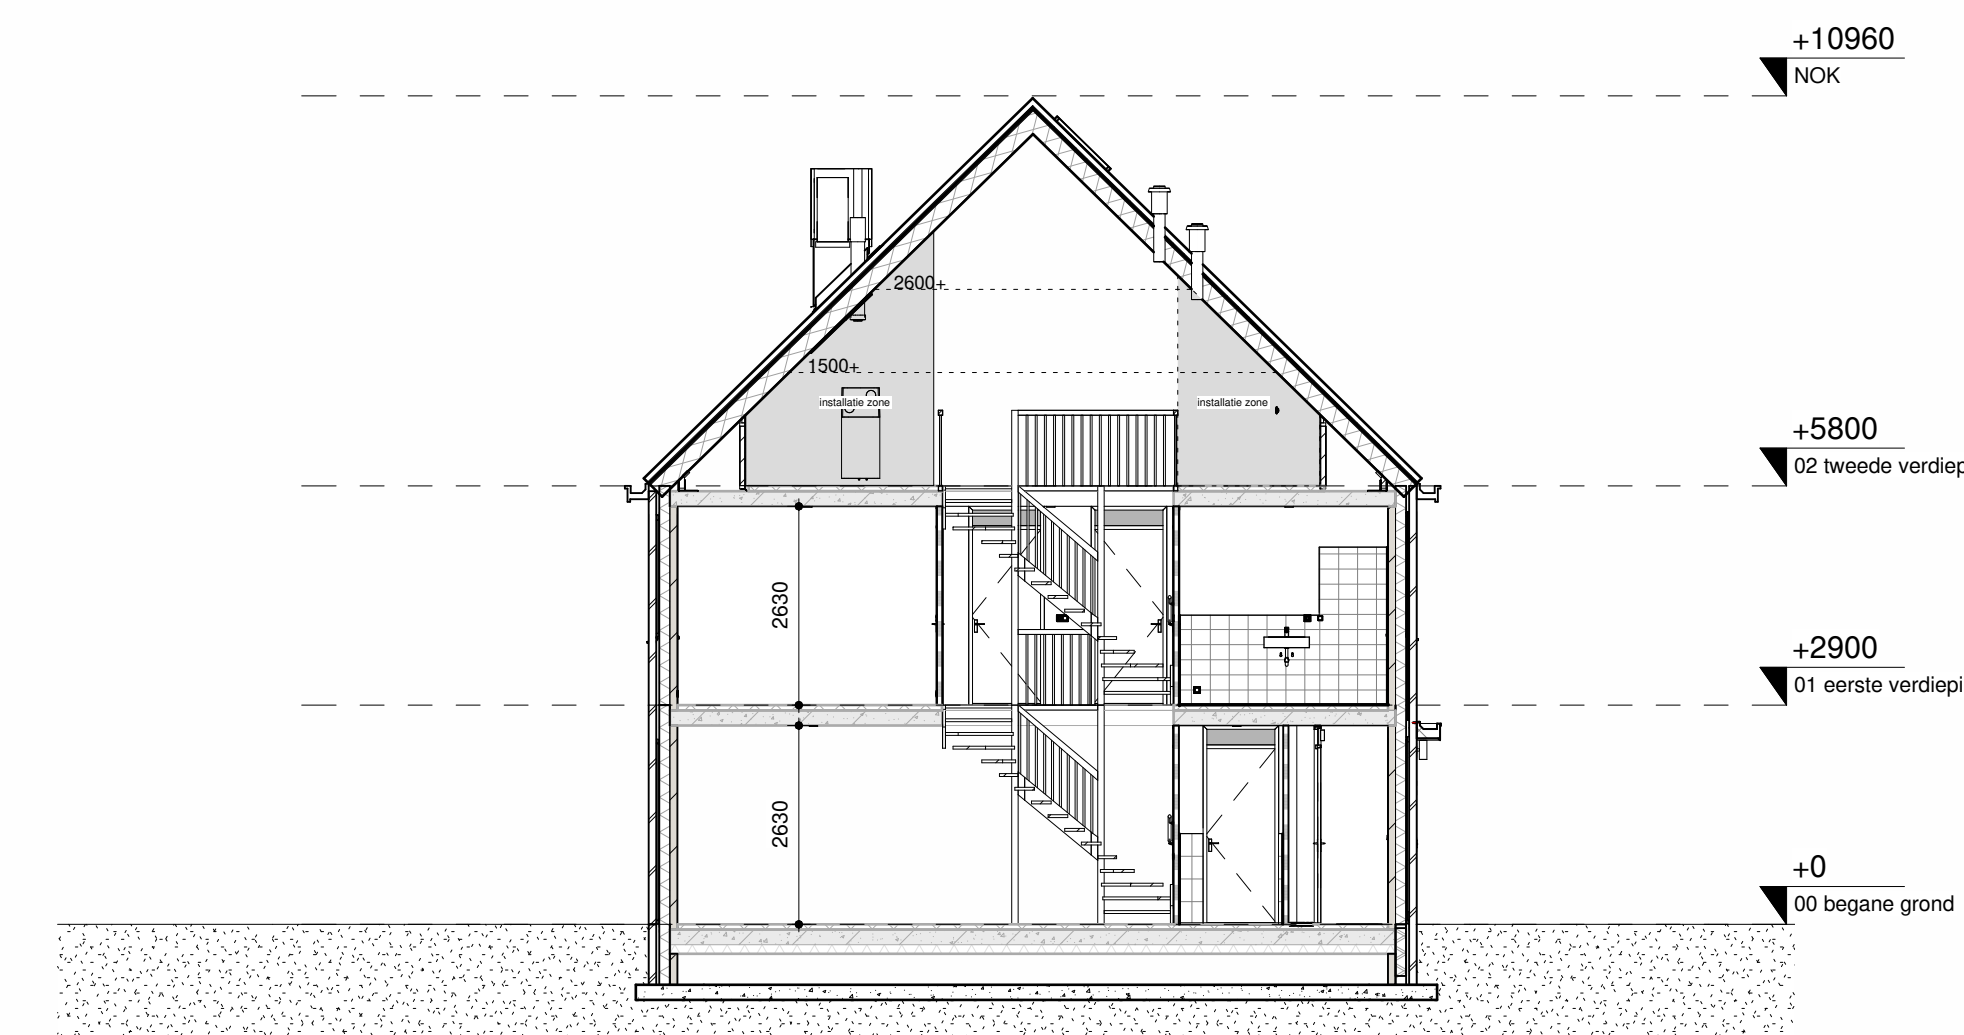 +10960
NOK
2600+
1500+
installatie zone
installatie zone
+5800
02 tweede verdiep
2630
+2900
01 eerste verdiepi
2630
+0
00 begane grond